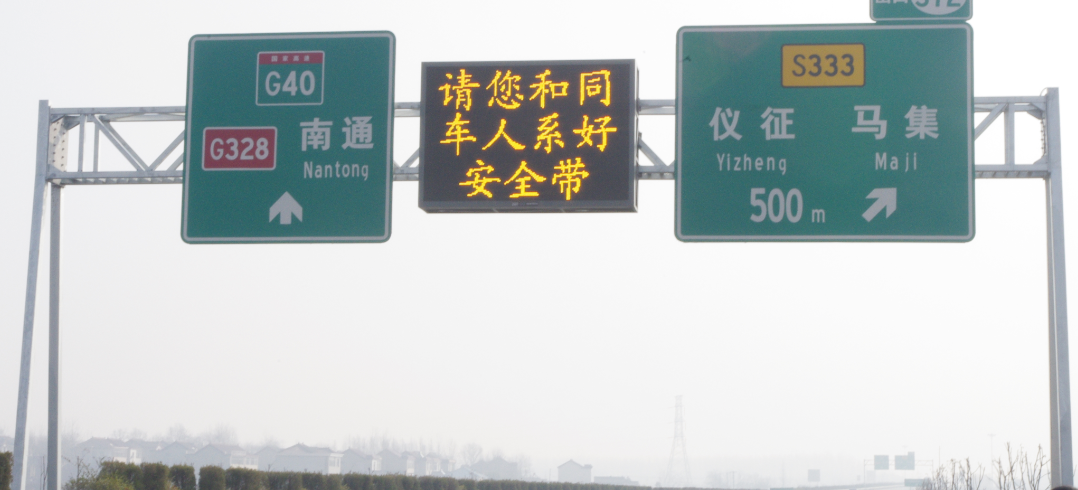 国家高速
G40
G328
南通
Nantong
请您和同
车人系好
安全带
S333
仪征 马集
Yizheng Maji
500 m